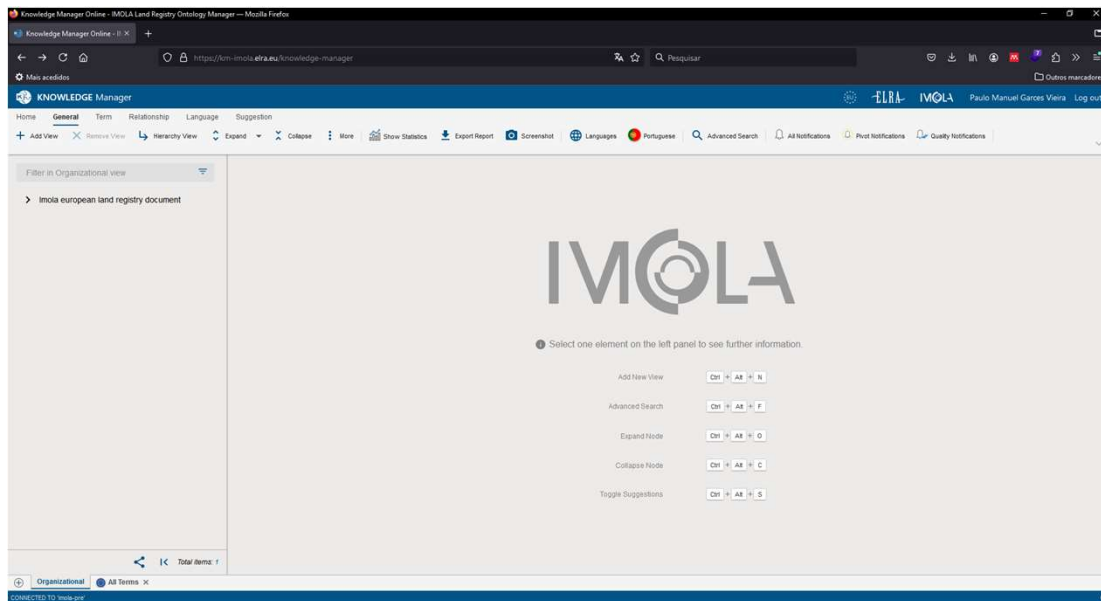 Knowledge Manager Online - IMOLA Land Registry Ontology Manager — Mozilla Firefox
Knowledge Manager Online - I
https://km-imola.elra.eu/knowledge-manager
Pesquisar
7
Mais acedidos
Outros marcadore
KNOWLEDGE Manager
ELRA
IMOLA
Paulo Manuel Garces Vieira
Log out
Home General Term Relationship Language Suggestion
Add View Remove View Hierarchy View Expand Collapse More Show Statistics Export Report Screenshot Languages Portuguese Advanced Search All Notifications Pivot Notifications Quality Notifications
Filter in Organizational view
Imola european land registry document
IMOLA
Select one element on the left panel to see further information.
Add New View Ctrl + Alt + N
Advanced Search Ctrl + Alt + F
Expand Node Ctrl + Alt + O
Collapse Node Ctrl + Alt + C
Toggle Suggestions Ctrl + Alt + S
Total items: 1
Organizational All Terms
CONNECTED TO 'imola-pre'